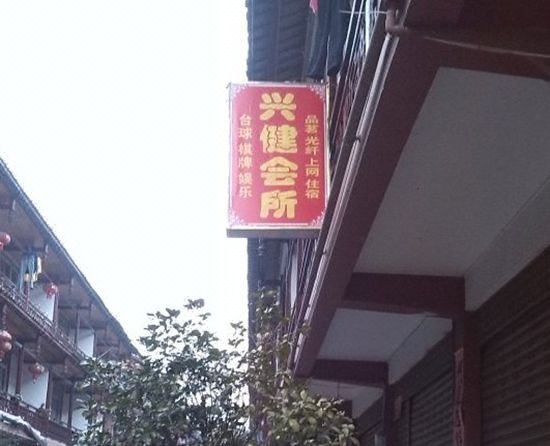 兴健会所
品茗 光纤 上网 住宿
台球 棋牌 娱乐